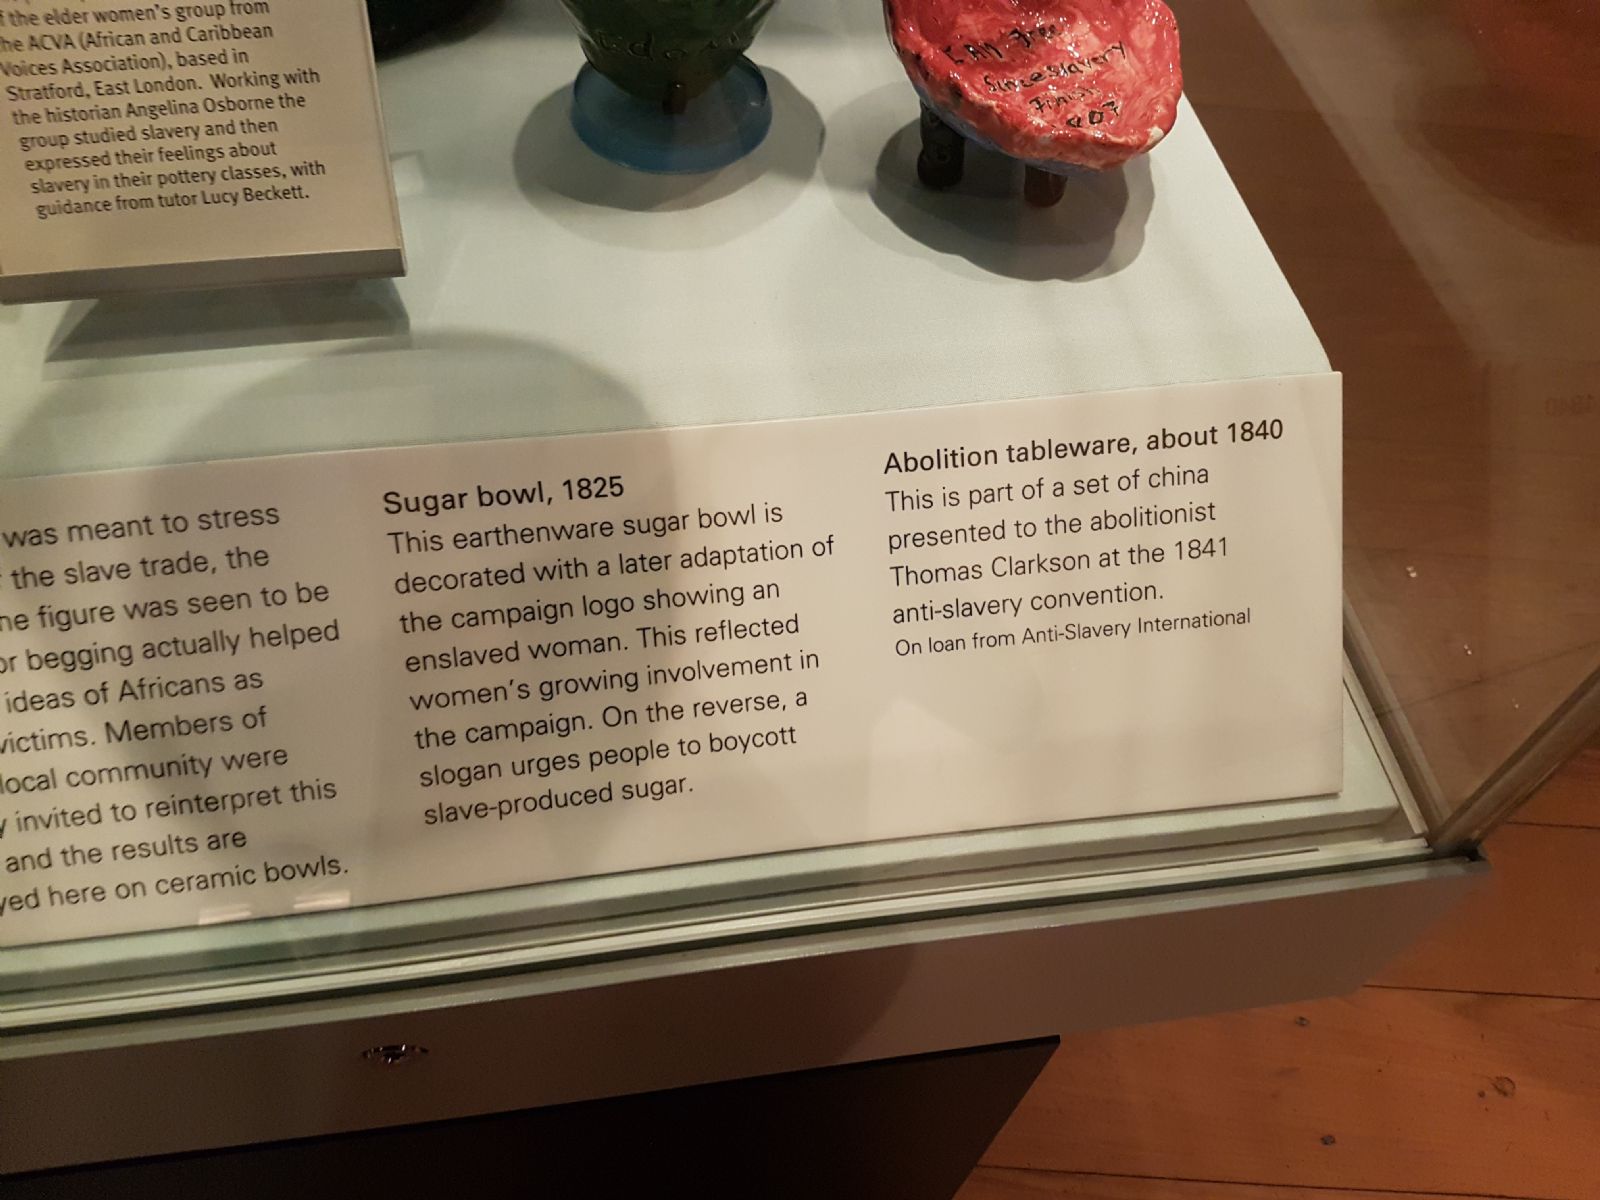 the elder women's group from
ACVA (African and Caribbean
Voices Association), based in
Stratford, East London. Working with
the historian Angelina Osborne the
group studied slavery and then
expressed their feelings about
slavery in their pottery classes, with
guidance from tutor Lucy Beckett.
I AM free
Since Slavery
Finish
was meant to stress
the slave trade, the
figure was seen to be
begging actually helped
ideas of Africans as
victims. Members of
local community were
invited to reinterpret this
and the results are
here on ceramic bowls.
Sugar bowl, 1825
This earthenware sugar bowl is
decorated with a later adaptation of
the campaign logo showing an
enslaved woman. This reflected
women's growing involvement in
the campaign. On the reverse, a
slogan urges people to boycott
slave-produced sugar.
Abolition tableware, about 1840
This is part of a set of china
presented to the abolitionist
Thomas Clarkson at the 1841
anti-slavery convention.
On loan from Anti-Slavery International